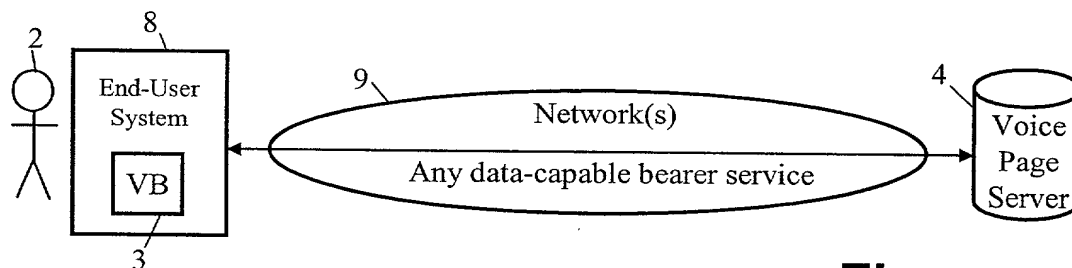 2
8
End-User
System
VB
3
9
Network(s)
Any data-capable bearer service
4
Voice
Page
Server